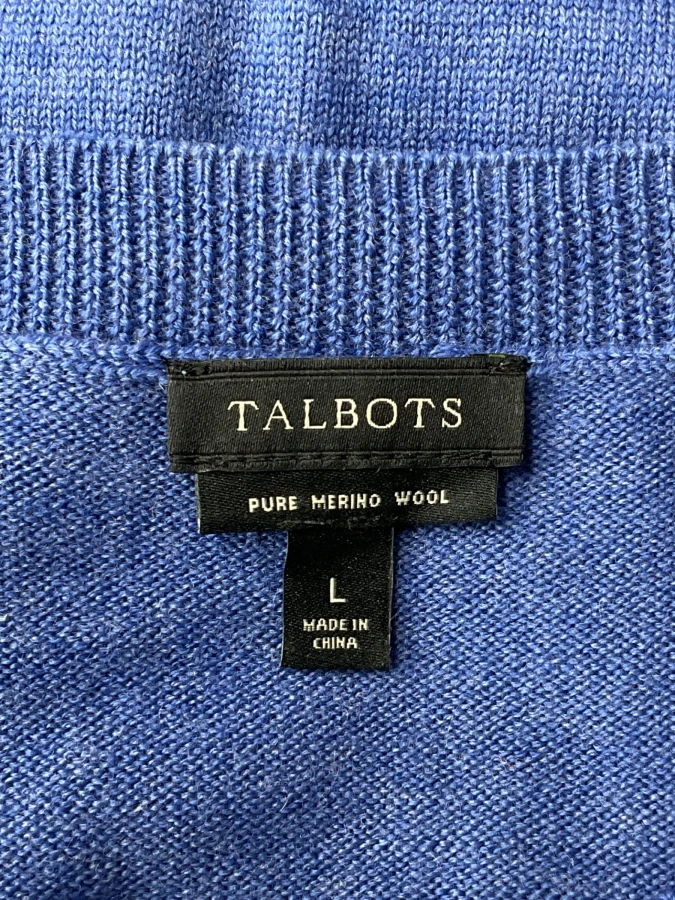 TALBOTS
PURE MERINO WOOL
L
MADE IN
CHINA